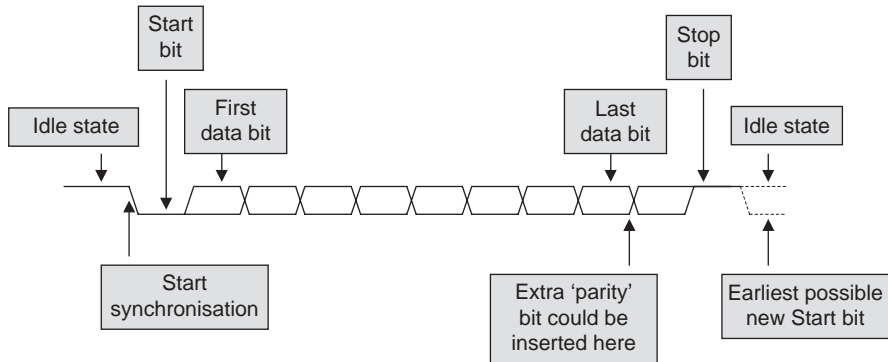 Start
bit
Stop
bit
Idle state
First
data bit
Last
data bit
Idle state
Start
synchronisation
Extra ‘parity’
bit could be
inserted here
Earliest possible
new Start bit